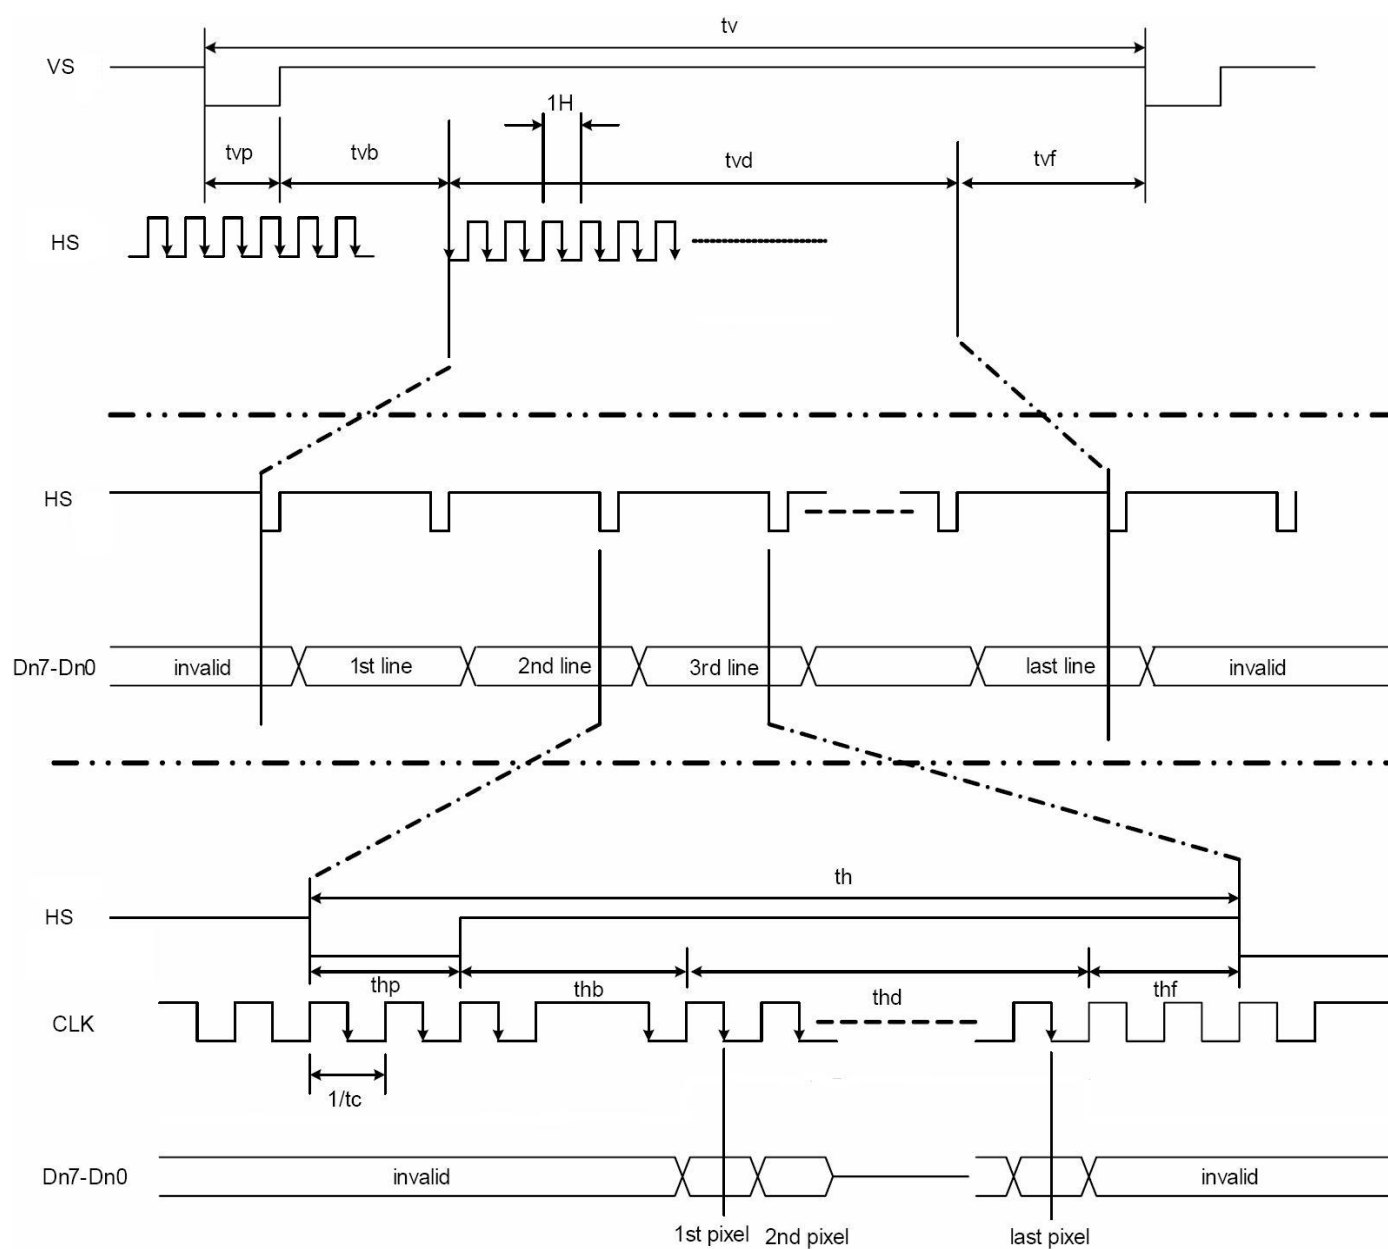 tv
VS
1H
tvp
tvb
tvd
tvf
HS
HS
Dn7-Dn0
invalid
1st line
2nd line
3rd line
last line
invalid
th
HS
thp
thb
thd
thf
CLK
1/tc
Dn7-Dn0
invalid
invalid
1st pixel
2nd pixel
last pixel